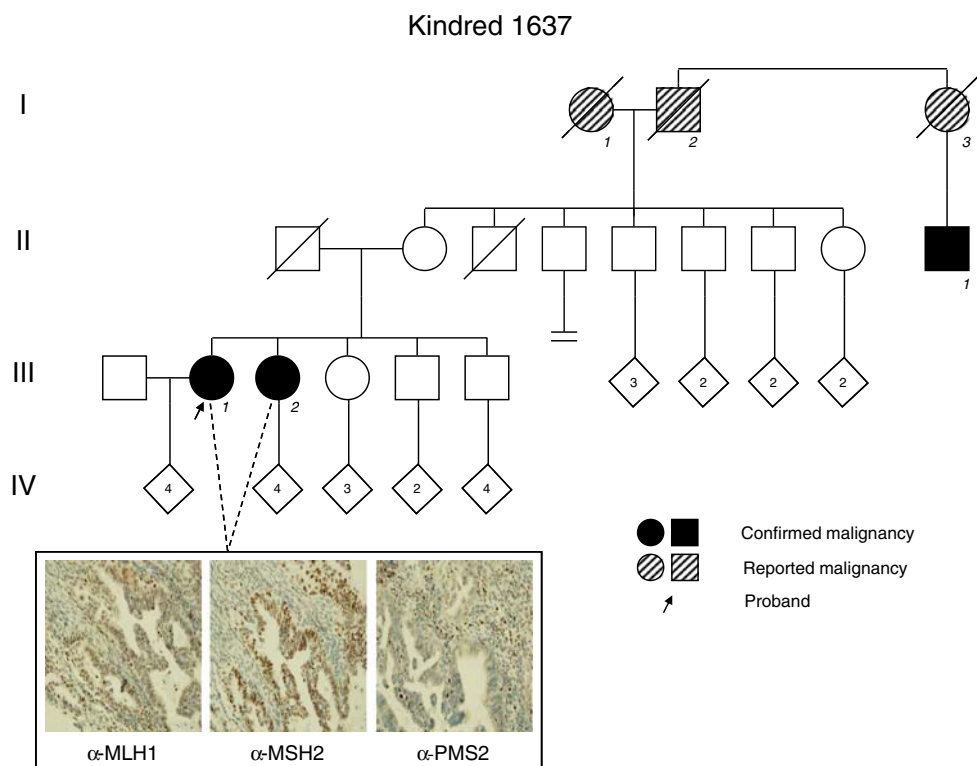 Kindred 1637
I
1
2
3
II
1
III
1
2
3
2
2
2
IV
4
4
3
2
4
Confirmed malignancy
Reported malignancy
Proband
α-MLH1
α-MSH2
α-PMS2